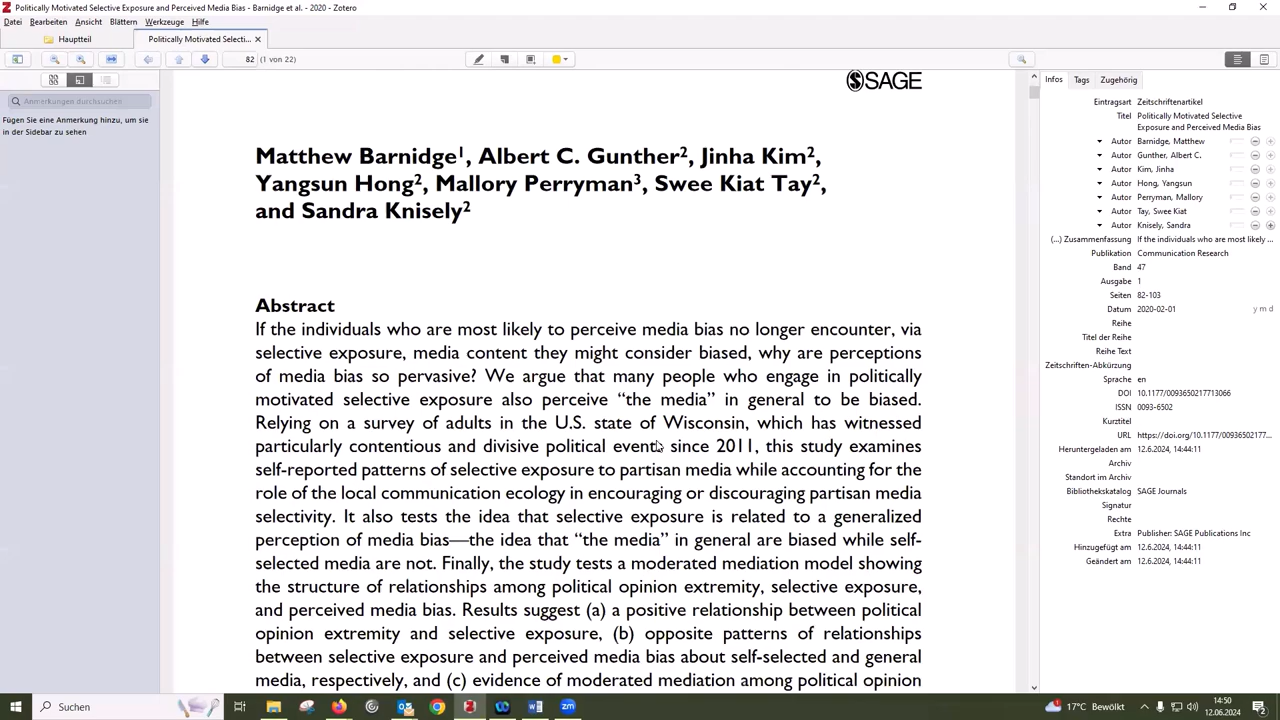 Politically Motivated Selective Exposure and Perceived Media Bias - Barnidge et al. - 2020 - Zotero
Datei Bearbeiten Ansicht Blättern Werkzeuge Hilfe
Hauptteil
Politically Motivated Selecti...
82 (1 von 22)
Anmerkungen durchsuchen
Fügen Sie eine Anmerkung hinzu, um sie
in der Sidebar zu sehen
SAGE
Matthew Barnidge1, Albert C. Gunther2, Jinha Kim2,
Yangsun Hong2, Mallory Perryman3, Swee Kiat Tay2,
and Sandra Knisely2
Abstract
If the individuals who are most likely to perceive media bias no longer encounter, via
selective exposure, media content they might consider biased, why are perceptions
of media bias so pervasive? We argue that many people who engage in politically
motivated selective exposure also perceive “the media” in general to be biased.
Relying on a survey of adults in the U.S. state of Wisconsin, which has witnessed
particularly contentious and divisive political events since 2011, this study examines
self-reported patterns of selective exposure to partisan media while accounting for the
role of the local communication ecology in encouraging or discouraging partisan media
selectivity. It also tests the idea that selective exposure is related to a generalized
perception of media bias—the idea that “the media” in general are biased while self-
selected media are not. Finally, the study tests a moderated mediation model showing
the structure of relationships among political opinion extremity, selective exposure,
and perceived media bias. Results suggest (a) a positive relationship between political
opinion extremity and selective exposure, (b) opposite patterns of relationships
between selective exposure and perceived media bias about self-selected and general
media, respectively, and (c) evidence of moderated mediation among political opinion
Infos Tags Zugehörig
Eintragsart Zeitschriftenartikel
Titel Politically Motivated Selective
Exposure and Perceived Media Bias
Autor Barnidge, Matthew
Autor Gunther, Albert C.
Autor Kim, Jinha
Autor Hong, Yangsun
Autor Perryman, Mallory
Autor Tay, Swee Kiat
Autor Knisely, Sandra
(...) Zusammenfassung If the individuals who are most likely ...
Publikation Communication Research
Band 47
Ausgabe 1
Seiten 82-103
Datum 2020-02-01 y m d
Reihe
Titel der Reihe
Reihe Text
Zeitschriften-Abkürzung
Sprache en
DOI 10.1177/0093650217713066
ISSN 0093-6502
Kurztitel
URL https://doi.org/10.1177/00936502177...
Heruntergeladen am 12.6.2024, 14:44:11
Archiv
Standort im Archiv
Bibliothekskatalog SAGE Journals
Signatur
Rechte
Extra Publisher: SAGE Publications Inc
Hinzugefügt am 12.6.2024, 14:44:11
Geändert am 12.6.2024, 14:44:11
Suchen
17°C Bewölkt
14:50
12.06.2024